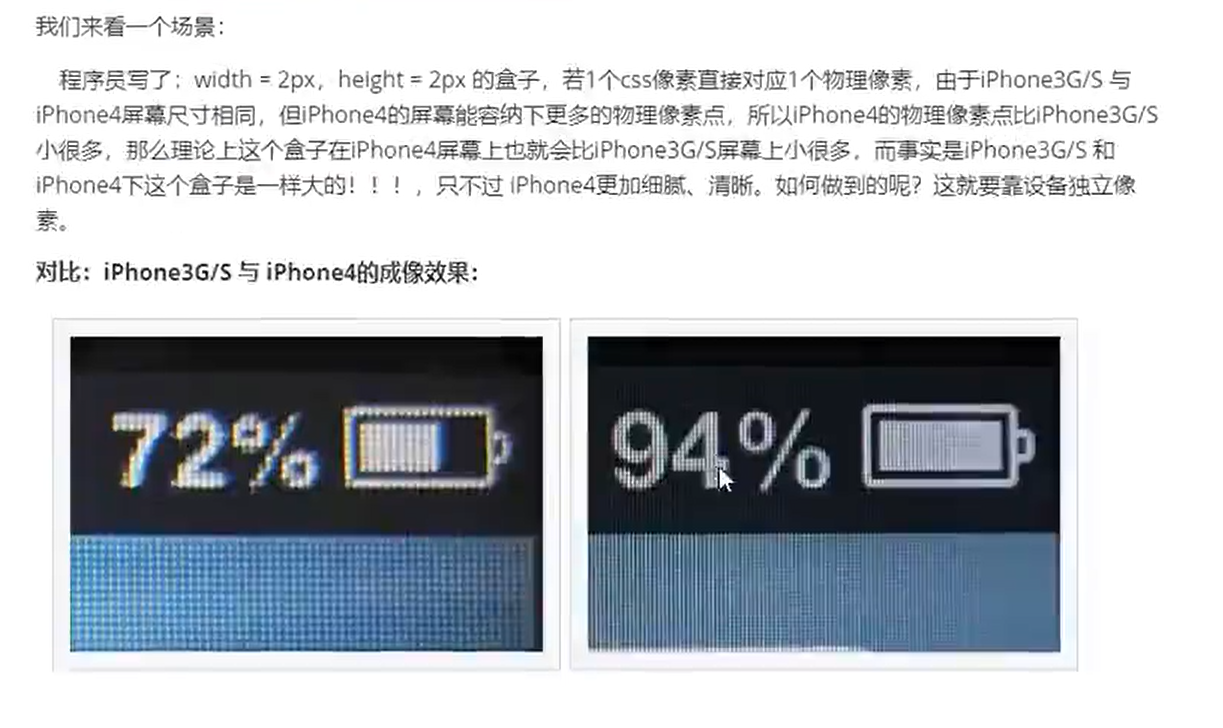 我们来看一个场景：
程序员写了：width = 2px，height = 2px 的盒子，若1个css像素直接对应1个物理像素，由于iPhone3G/S 与
iPhone4屏幕尺寸相同，但iPhone4的屏幕能容纳下更多的物理像素点，所以iPhone4的物理像素点比iPhone3G/S
小很多，那么理论上这个盒子在iPhone4屏幕上也就会比iPhone3G/S屏幕上小很多，而事实是iPhone3G/S 和
iPhone4下这个盒子是一样大的！！！，只不过 iPhone4更加细腻、清晰。如何做到的呢？这就要靠设备独立像
素。
对比：iPhone3G/S 与 iPhone4的成像效果：
72%
94%